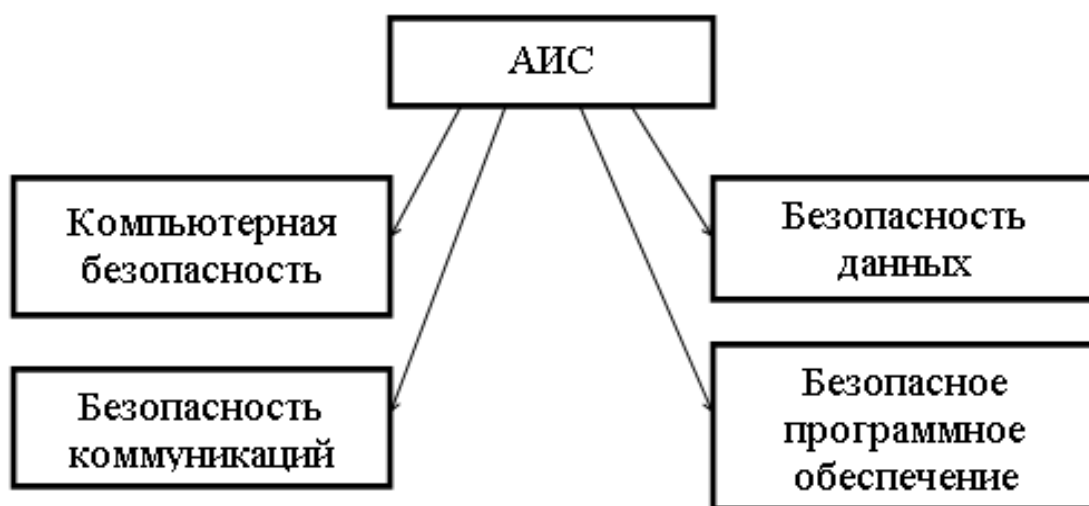 АИС
Компьютерная
безопасность
Безопасность
данных
Безопасность
коммуникаций
Безопасное
программное
обеспечение